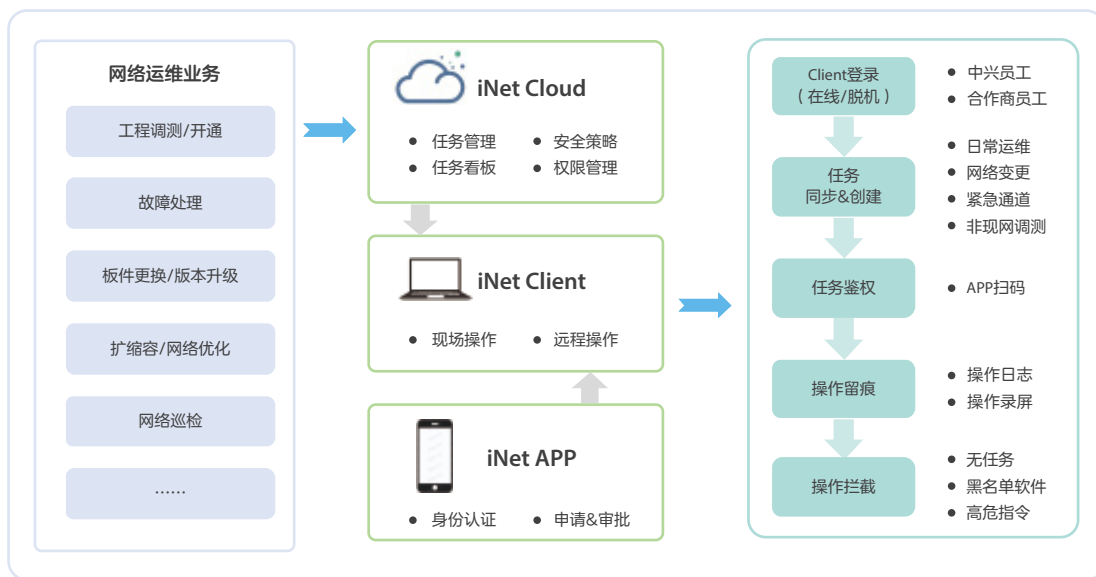 网络运维业务
工程调测/开通
故障处理
板件更换/版本升级
扩缩容/网络优化
网络巡检
……
iNet Cloud
● 任务管理 ● 安全策略
● 任务看板 ● 权限管理
iNet Client
● 现场操作 ● 远程操作
iNet APP
● 身份认证 ● 申请&审批
Client登录
（在线/脱机）
● 中兴员工
● 合作商员工
任务
同步&创建
● 日常运维
● 网络变更
● 紧急通道
● 非现网调测
任务鉴权
● APP扫码
操作留痕
● 操作日志
● 操作录屏
操作拦截
● 无任务
● 黑名单软件
● 高危指令